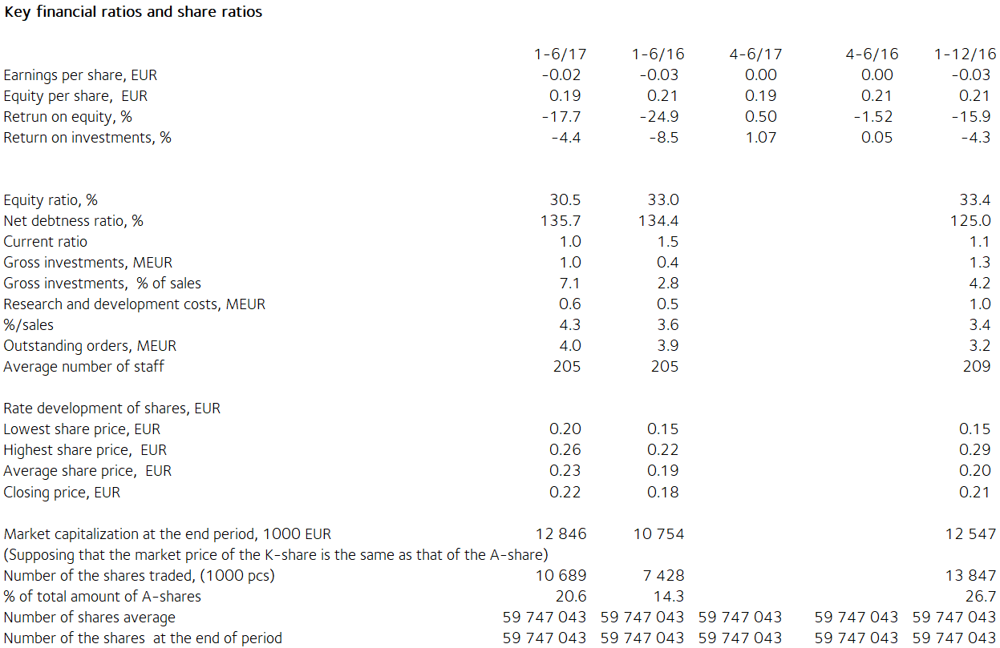 Key financial ratios and share ratios
1-6/17 1-6/16 4-6/17 4-6/16 1-12/16
Earnings per share, EUR -0.02 -0.03 0.00 0.00 -0.03
Equity per share, EUR 0.19 0.21 0.19 0.21 0.21
Retrun on equity, % -17.7 -24.9 0.50 -1.52 -15.9
Return on investments, % -4.4 -8.5 1.07 0.05 -4.3
Equity ratio, % 30.5 33.0 33.4
Net debtness ratio, % 135.7 134.4 125.0
Current ratio 1.0 1.5 1.1
Gross investments, MEUR 1.0 0.4 1.3
Gross investments, % of sales 7.1 2.8 4.2
Research and development costs, MEUR 0.6 0.5 1.0
%/sales 4.3 3.6 3.4
Outstanding orders, MEUR 4.0 3.9 3.2
Average number of staff 205 205 209
Rate development of shares, EUR
Lowest share price, EUR 0.20 0.15 0.15
Highest share price, EUR 0.26 0.22 0.29
Average share price, EUR 0.23 0.19 0.20
Closing price, EUR 0.22 0.18 0.21
Market capitalization at the end period, 1000 EUR 12 846 10 754 12 547
(Supposing that the market price of the K-share is the same as that of the A-share)
Number of the shares traded, (1000 pcs) 10 689 7 428 13 847
% of total amount of A-shares 20.6 14.3 26.7
Number of shares average 59 747 043 59 747 043 59 747 043 59 747 043 59 747 043
Number of the shares at the end of period 59 747 043 59 747 043 59 747 043 59 747 043 59 747 043